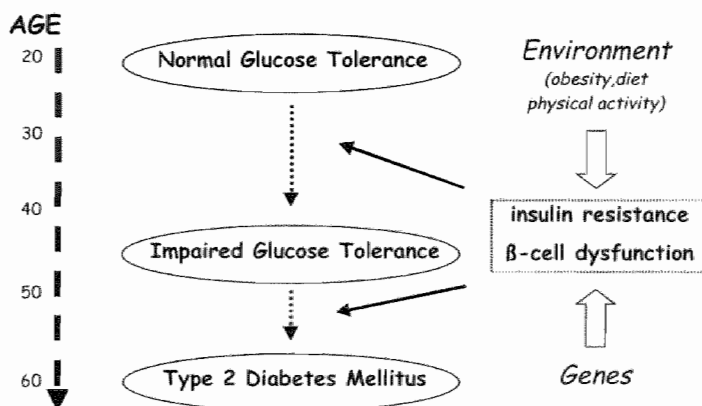 AGE
20
30
40
50
60
Normal Glucose Tolerance
Impaired Glucose Tolerance
Type 2 Diabetes Mellitus
Environment
(obesity,diet
physical activity)
insulin resistance
ß-cell dysfunction
Genes